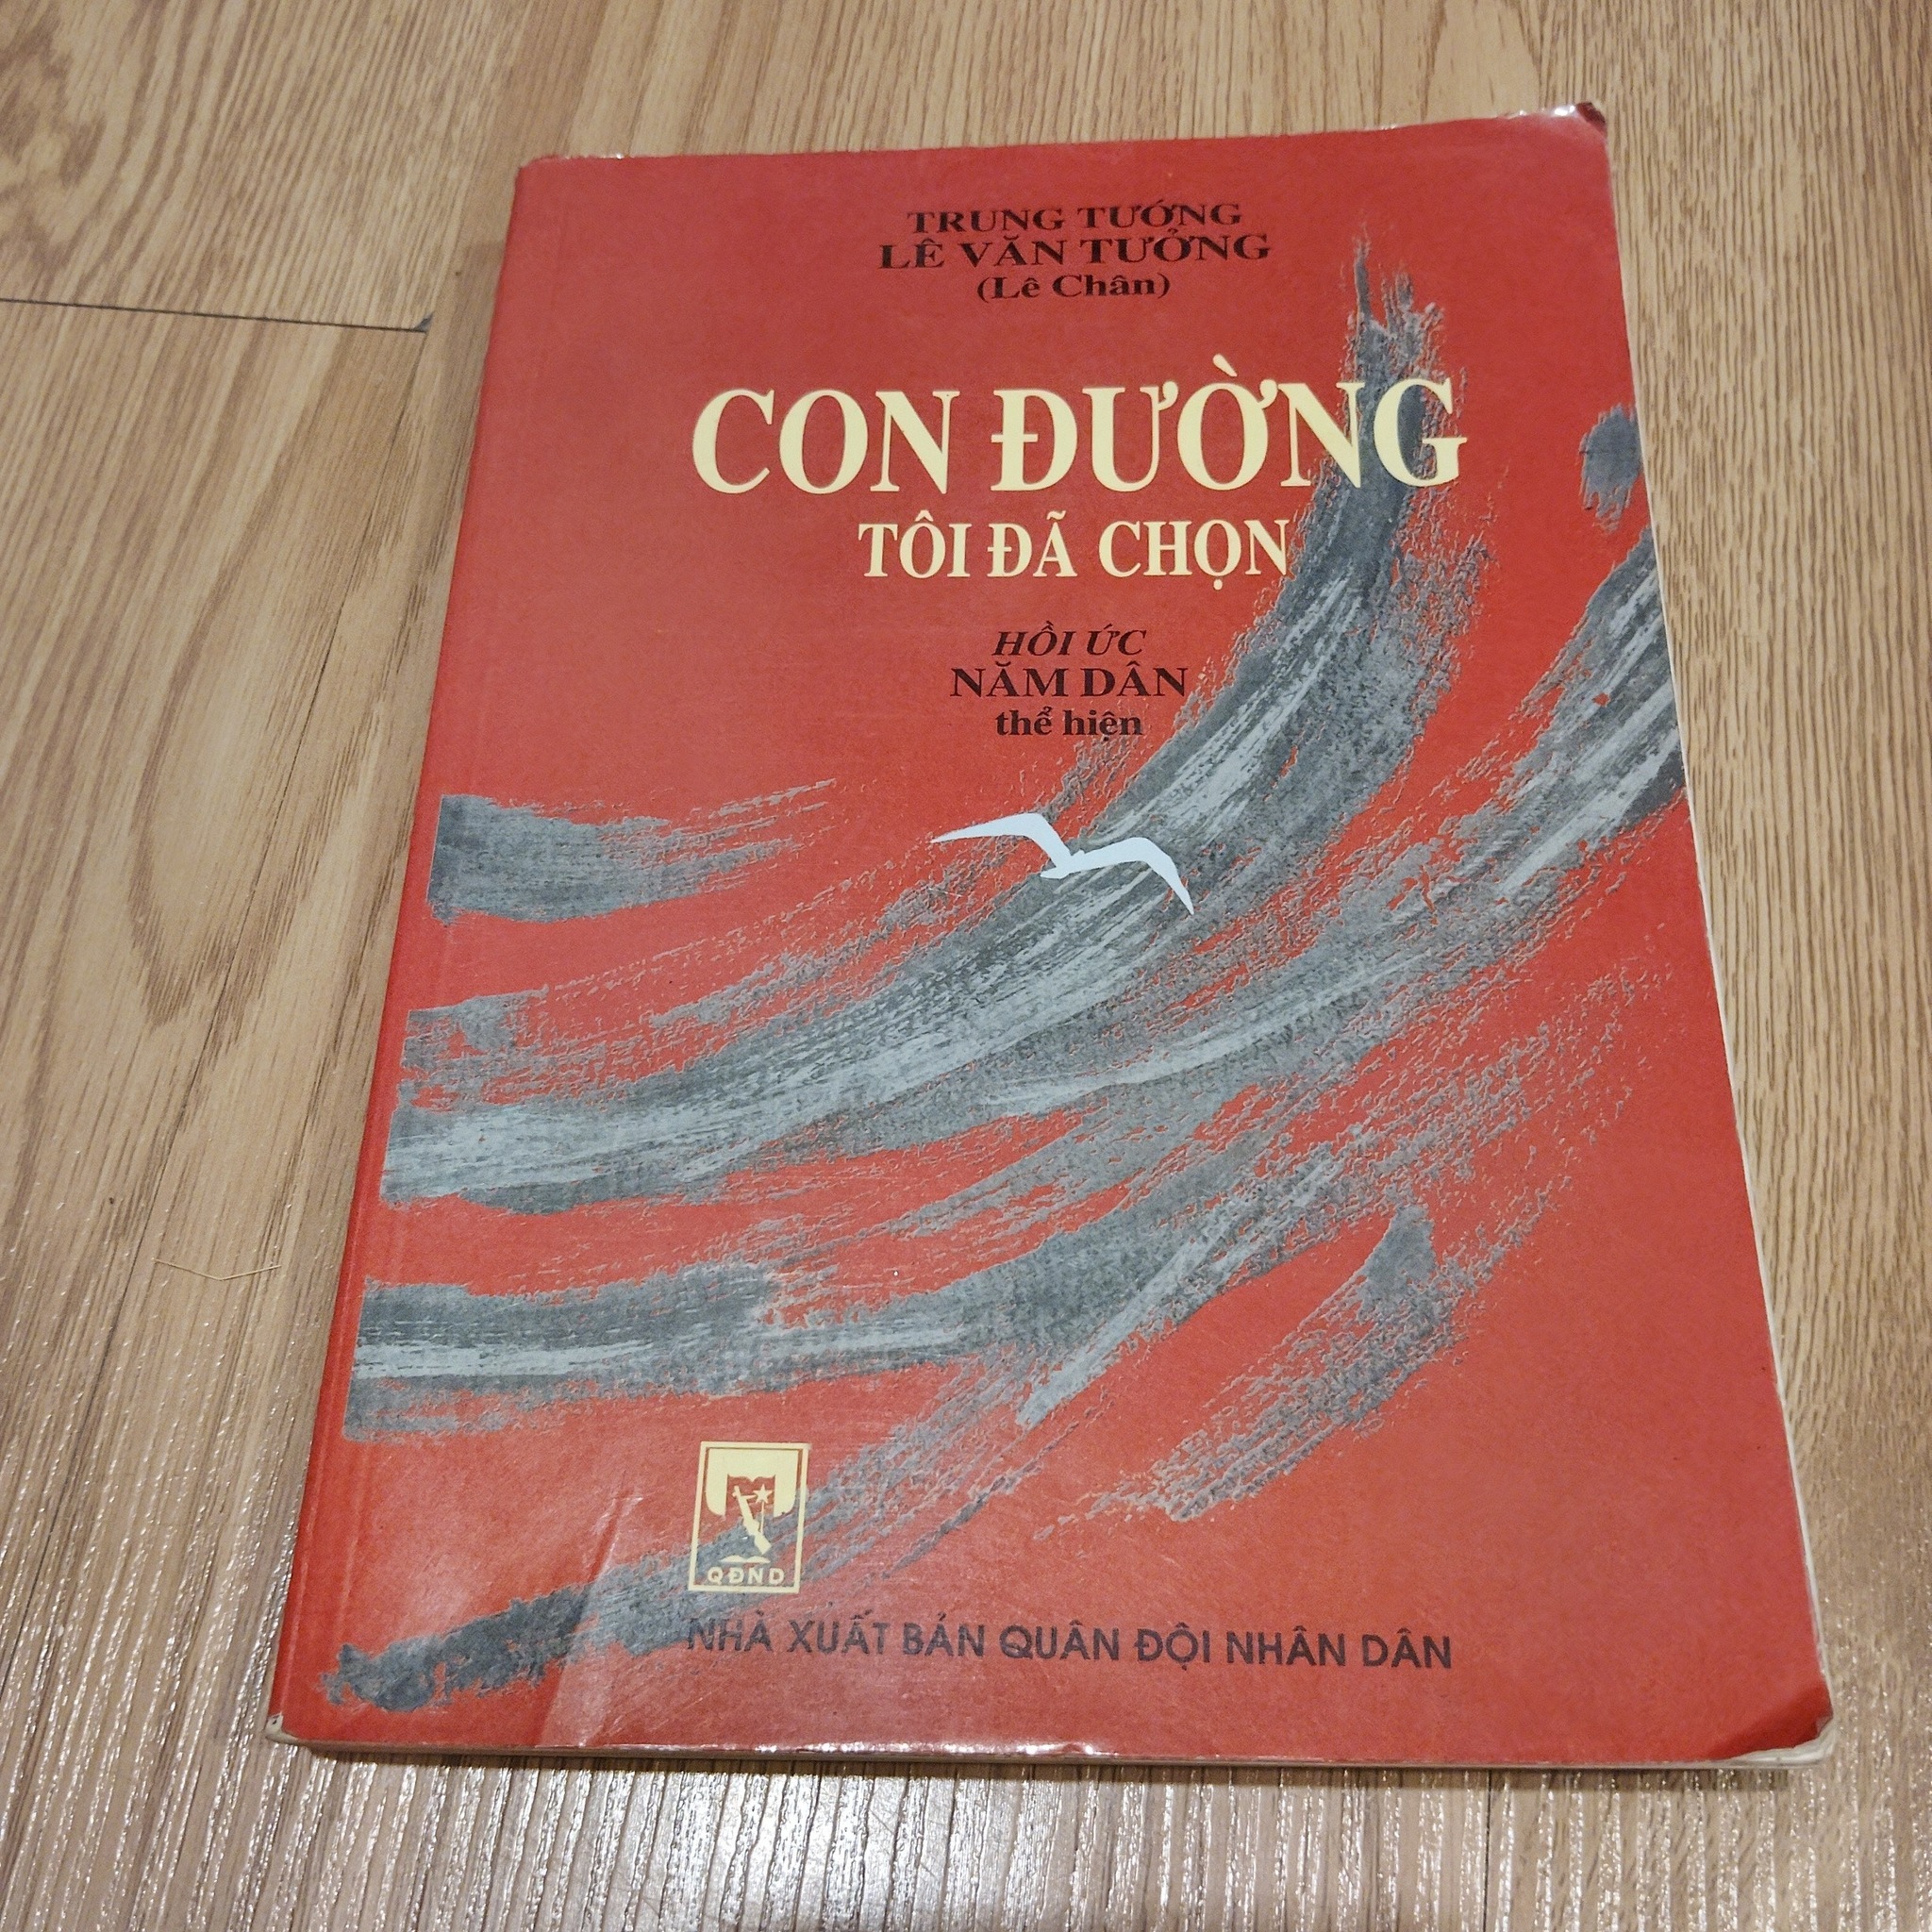 TRUNG TƯỚNG
LÊ VĂN TƯỞNG
(Lê Chân)
CON ĐƯỜNG
TÔI ĐÃ CHỌN
HỒI ỨC
NĂM DÂN
thể hiện
QĐND
NHÀ XUẤT BẢN QUÂN ĐỘI NHÂN DÂN